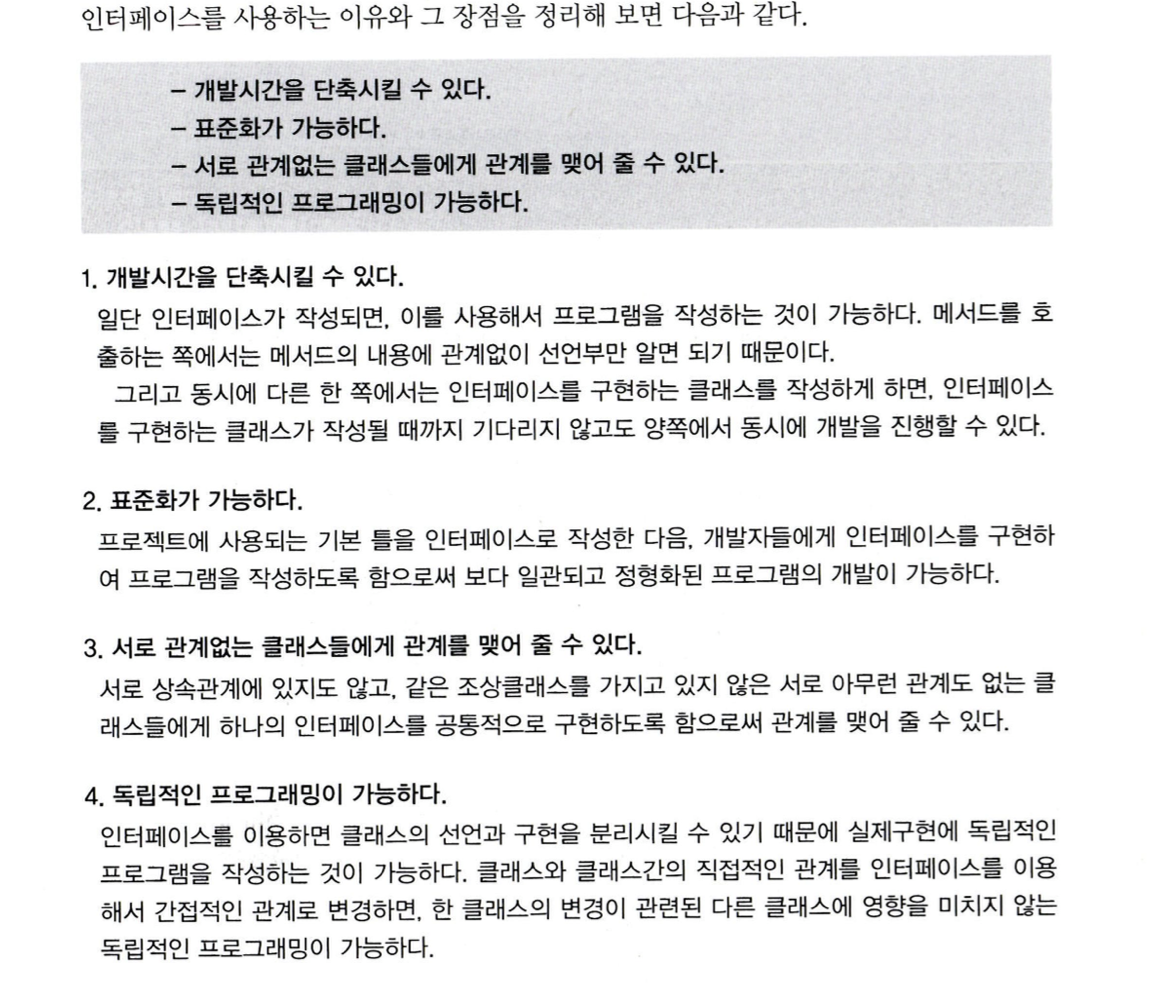 인터페이스를 사용하는 이유와 그 장점을 정리해 보면 다음과 같다.
– 개발시간을 단축시킬 수 있다.
– 표준화가 가능하다.
– 서로 관계없는 클래스들에게 관계를 맺어 줄 수 있다.
– 독립적인 프로그래밍이 가능하다.
1. 개발시간을 단축시킬 수 있다.
일단 인터페이스가 작성되면, 이를 사용해서 프로그램을 작성하는 것이 가능하다. 메서드를 호
출하는 쪽에서는 메서드의 내용에 관계없이 선언부만 알면 되기 때문이다.
그리고 동시에 다른 한 쪽에서는 인터페이스를 구현하는 클래스를 작성하게 하면, 인터페이스
를 구현하는 클래스가 작성될 때까지 기다리지 않고도 양쪽에서 동시에 개발을 진행할 수 있다.
2. 표준화가 가능하다.
프로젝트에 사용되는 기본 틀을 인터페이스로 작성한 다음, 개발자들에게 인터페이스를 구현하
여 프로그램을 작성하도록 함으로써 보다 일관되고 정형화된 프로그램의 개발이 가능하다.
3. 서로 관계없는 클래스들에게 관계를 맺어 줄 수 있다.
서로 상속관계에 있지도 않고, 같은 조상클래스를 가지고 있지 않은 서로 아무런 관계도 없는 클
래스들에게 하나의 인터페이스를 공통적으로 구현하도록 함으로써 관계를 맺어 줄 수 있다.
4. 독립적인 프로그래밍이 가능하다.
인터페이스를 이용하면 클래스의 선언과 구현을 분리시킬 수 있기 때문에 실제구현에 독립적인
프로그램을 작성하는 것이 가능하다. 클래스와 클래스간의 직접적인 관계를 인터페이스를 이용
해서 간접적인 관계로 변경하면, 한 클래스의 변경이 관련된 다른 클래스에 영향을 미치지 않는
독립적인 프로그래밍이 가능하다.